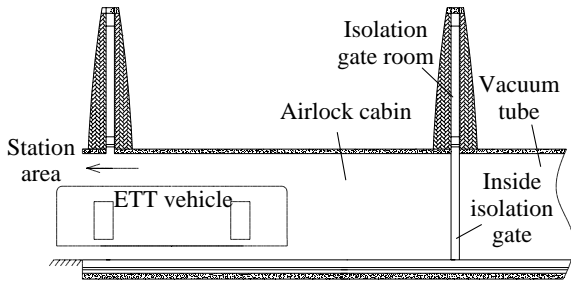 Isolation
gate room
Vacuum
tube
Airlock cabin
Station
area
ETT vehicle
Inside
isolation
gate